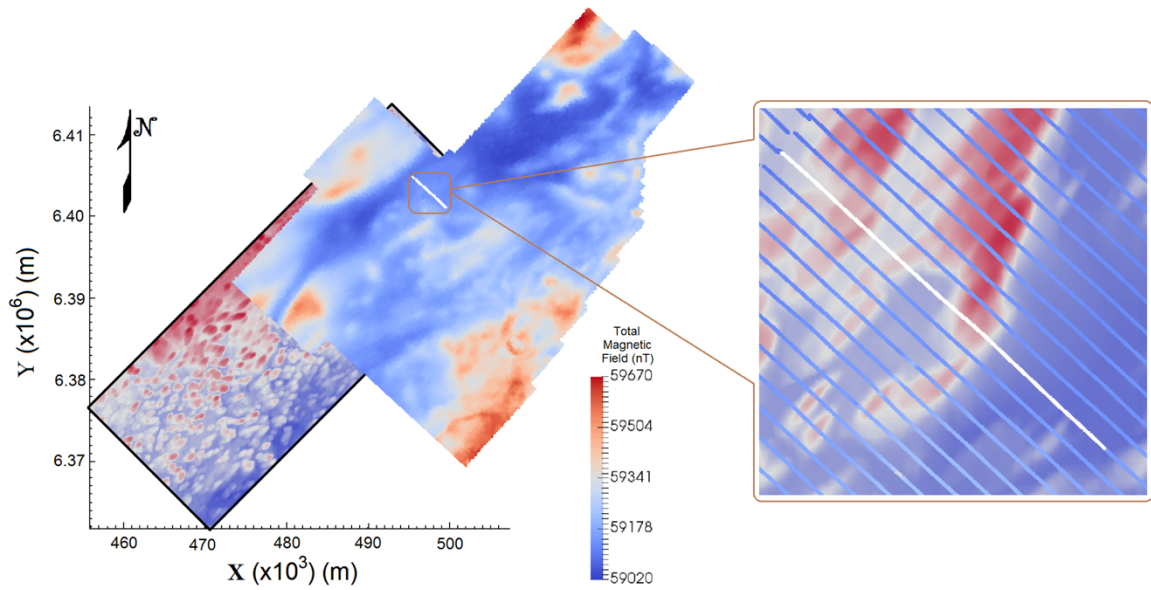 N
6.41
6.40
6.39
6.38
6.37
Y (x10⁶) (m)
460
470
480
490
500
X (x10³) (m)
Total
Magnetic
Field (nT)
59670
59504
59341
59178
59020